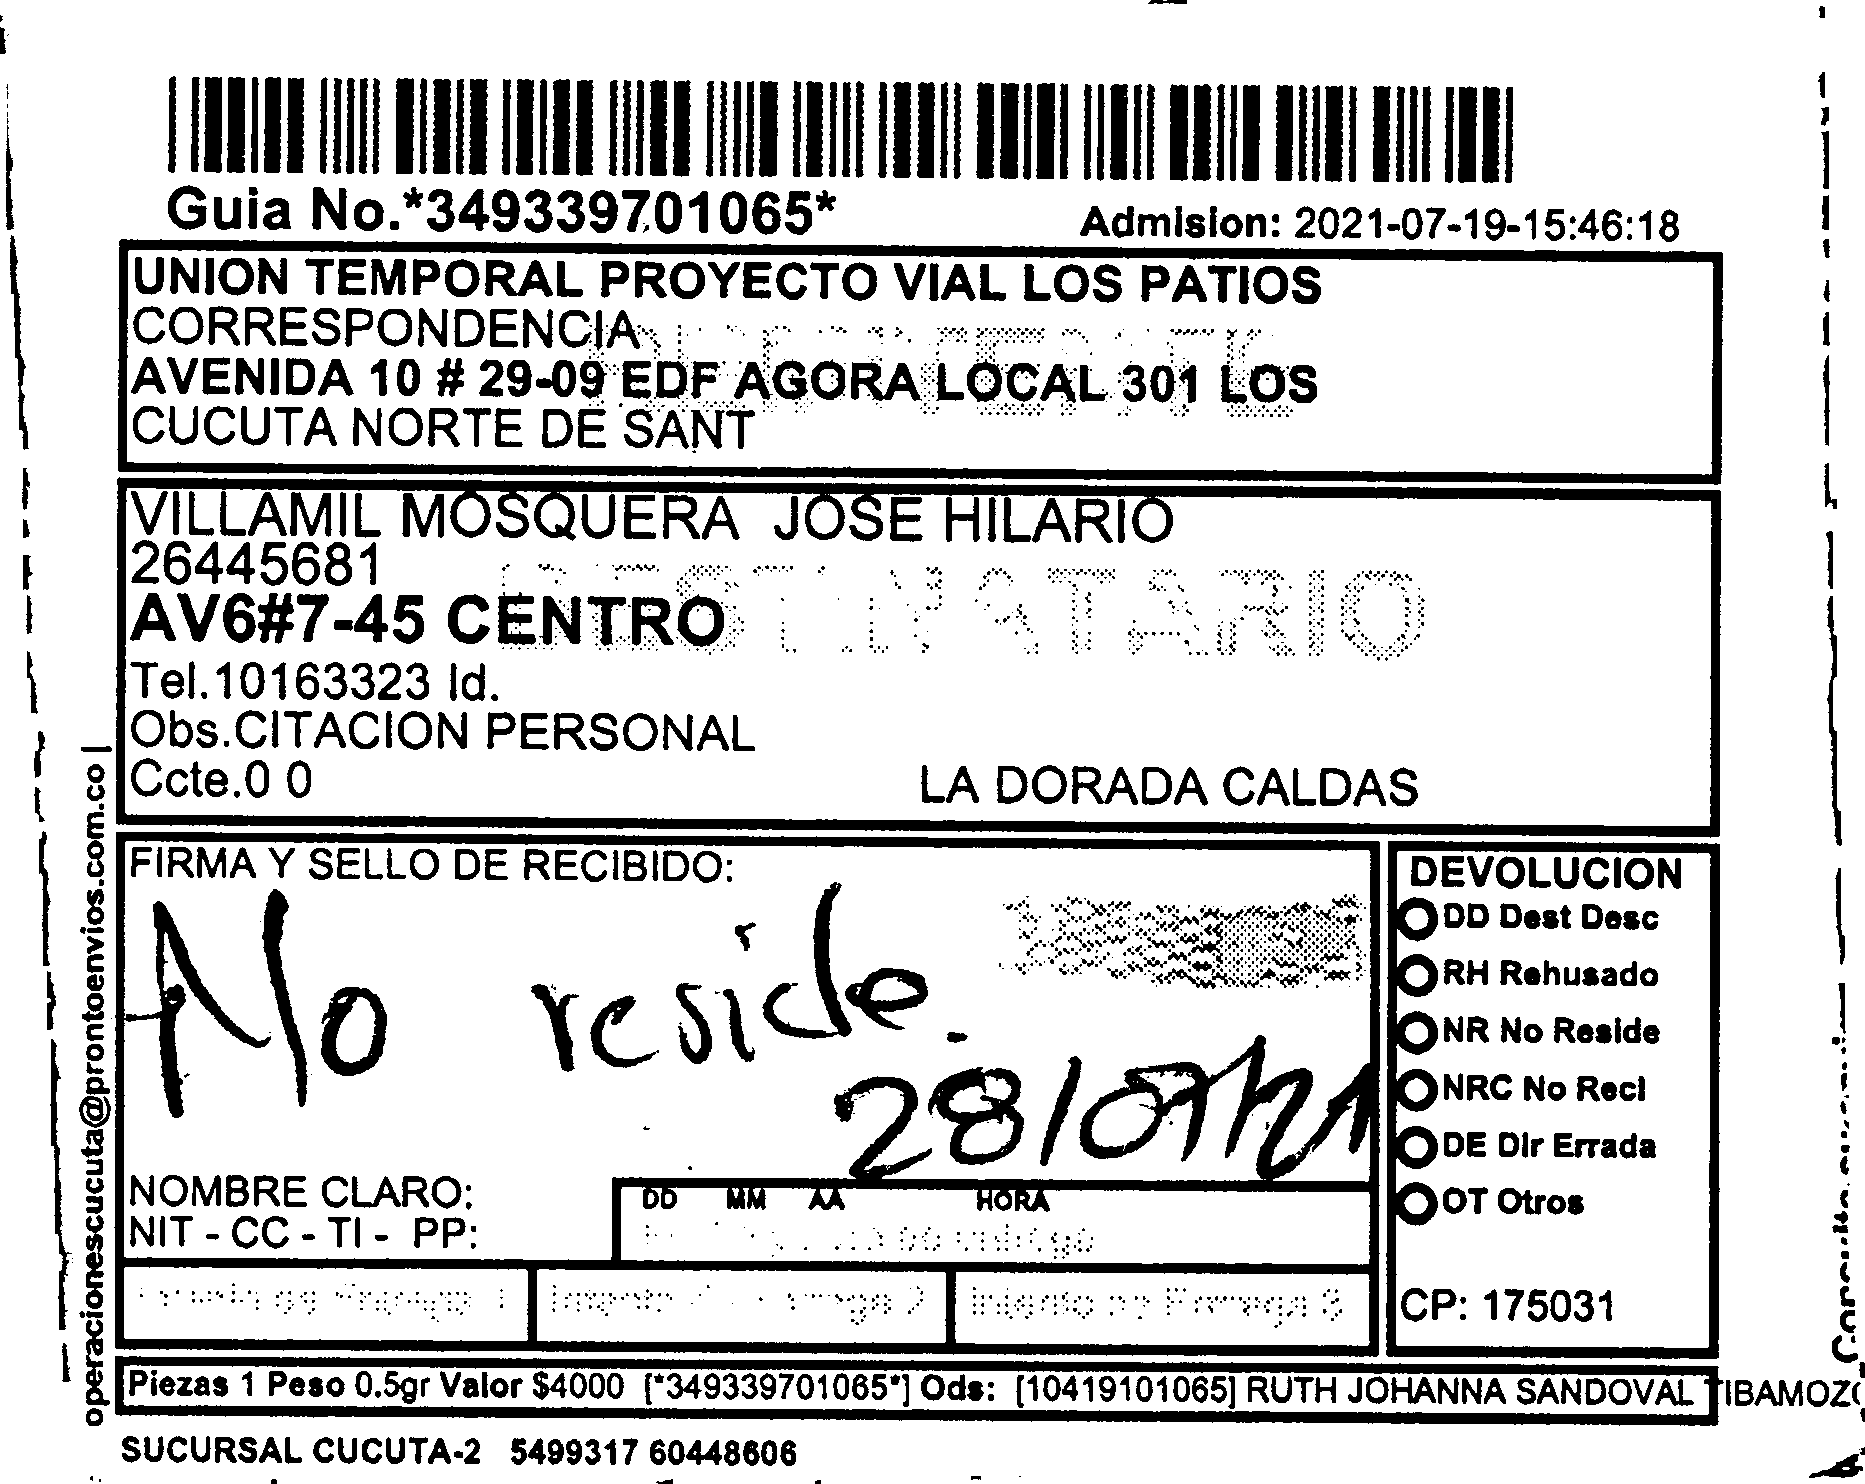 Guia No.*349339701065*
Admision: 2021-07-19-15:46:18
UNION TEMPORAL PROYECTO VIAL LOS PATIOS
CORRESPONDENCIA
AVENIDA 10 # 29-09 EDF AGORA LOCAL 301 LOS
CUCUTA NORTE DE SANT
VILLAMIL MOSQUERA JOSE HILARIO
26445681
DESTINATARIO
AV6#7-45 CENTRO
Tel.10163323 Id.
Obs.CITACION PERSONAL
Ccte.0 0
LA DORADA CALDAS
operacionescucuta@prontoenvios.com.co |
FIRMA Y SELLO DE RECIBIDO:
No reside.
28/07/21
NOMBRE CLARO:
NIT - CC - TI - PP:
DD MM AA HORA
DEVOLUCION
DD Dest Desc
RH Rehusado
NR No Reside
NRC No Recl
DE Dir Errada
OT Otros
CP: 175031
Piezas 1 Peso 0.5gr Valor $4000 [*349339701065*] Ods: [10419101065] RUTH JOHANNA SANDOVAL TIBAMOZO
SUCURSAL CUCUTA-2 5499317 60448606